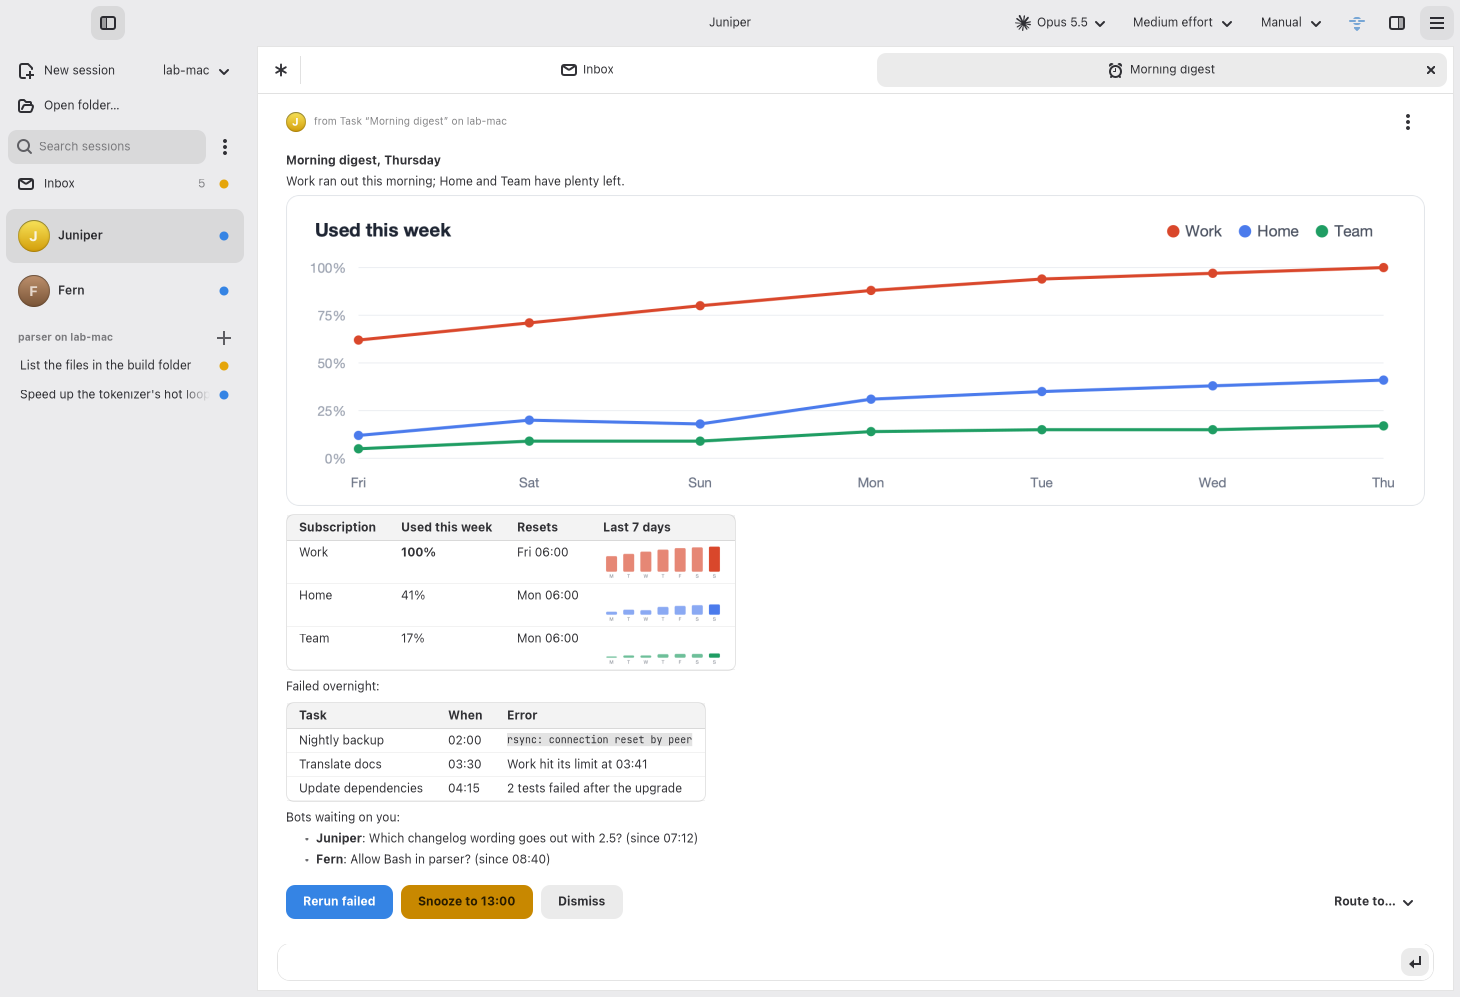 Juniper
Opus 5.5
Medium effort
Manual
New session
lab-mac
Open folder...
Search sessions
Inbox
5
Juniper
Fern
parser on lab-mac
List the files in the build folder
Speed up the tokenizer's hot loop
Inbox
Morning digest
J
from Task “Morning digest” on lab-mac
J
F
Morning digest, Thursday
Work ran out this morning; Home and Team have plenty left.
Used this week
Work
Home
Team
100%
75%
50%
25%
0%
Fri
Sat
Sun
Mon
Tue
Wed
Thu
Subscription Used this week Resets Last 7 days
Work 100% Fri 06:00
M T W T F S S
Home 41% Mon 06:00
M T W T F S S
Team 17% Mon 06:00
M T W T F S S
Failed overnight:
Task When Error
Nightly backup 02:00 rsync: connection reset by peer
Translate docs 03:30 Work hit its limit at 03:41
Update dependencies 04:15 2 tests failed after the upgrade
Bots waiting on you:
- Juniper: Which changelog wording goes out with 2.5? (since 07:12)
- Fern: Allow Bash in parser? (since 08:40)
Rerun failed
Snooze to 13:00
Dismiss
Route to...